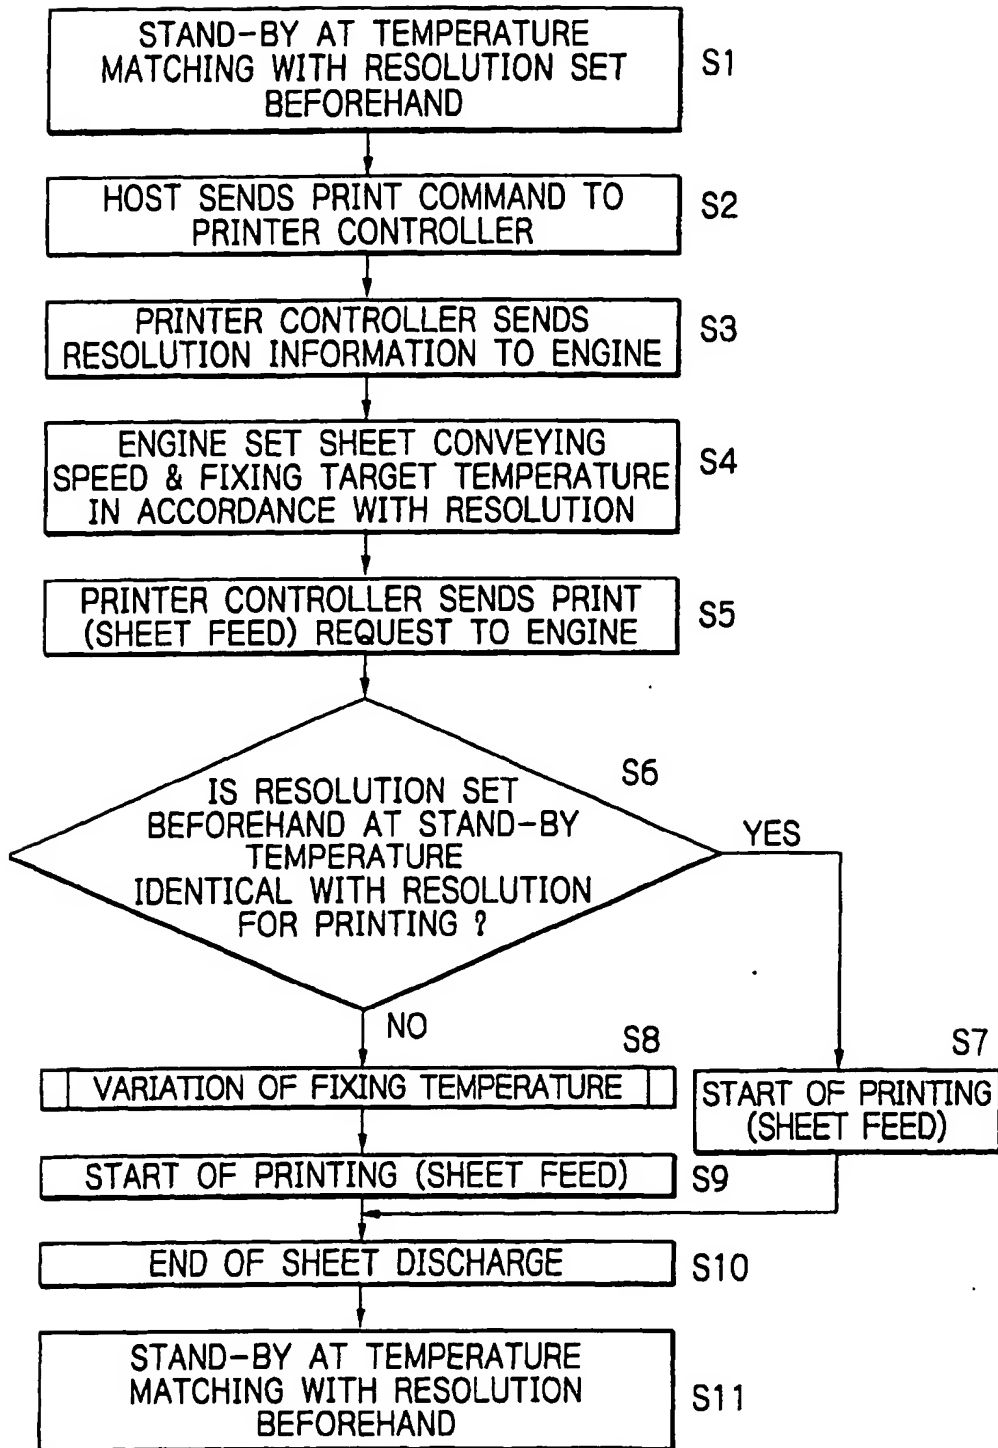 STAND-BY AT TEMPERATURE
MATCHING WITH RESOLUTION SET
BEFOREHAND
S1
HOST SENDS PRINT COMMAND TO
PRINTER CONTROLLER
S2
PRINTER CONTROLLER SENDS
RESOLUTION INFORMATION TO ENGINE
S3
ENGINE SET SHEET CONVEYING
SPEED & FIXING TARGET TEMPERATURE
IN ACCORDANCE WITH RESOLUTION
S4
PRINTER CONTROLLER SENDS PRINT
(SHEET FEED) REQUEST TO ENGINE
S5
S6
IS RESOLUTION SET
BEFOREHAND AT STAND-BY
TEMPERATURE
IDENTICAL WITH RESOLUTION
FOR PRINTING ?
YES
NO
S8
VARIATION OF FIXING TEMPERATURE
S7
START OF PRINTING
(SHEET FEED)
START OF PRINTING (SHEET FEED)
S9
END OF SHEET DISCHARGE
S10
STAND-BY AT TEMPERATURE
MATCHING WITH RESOLUTION
BEFOREHAND
S11